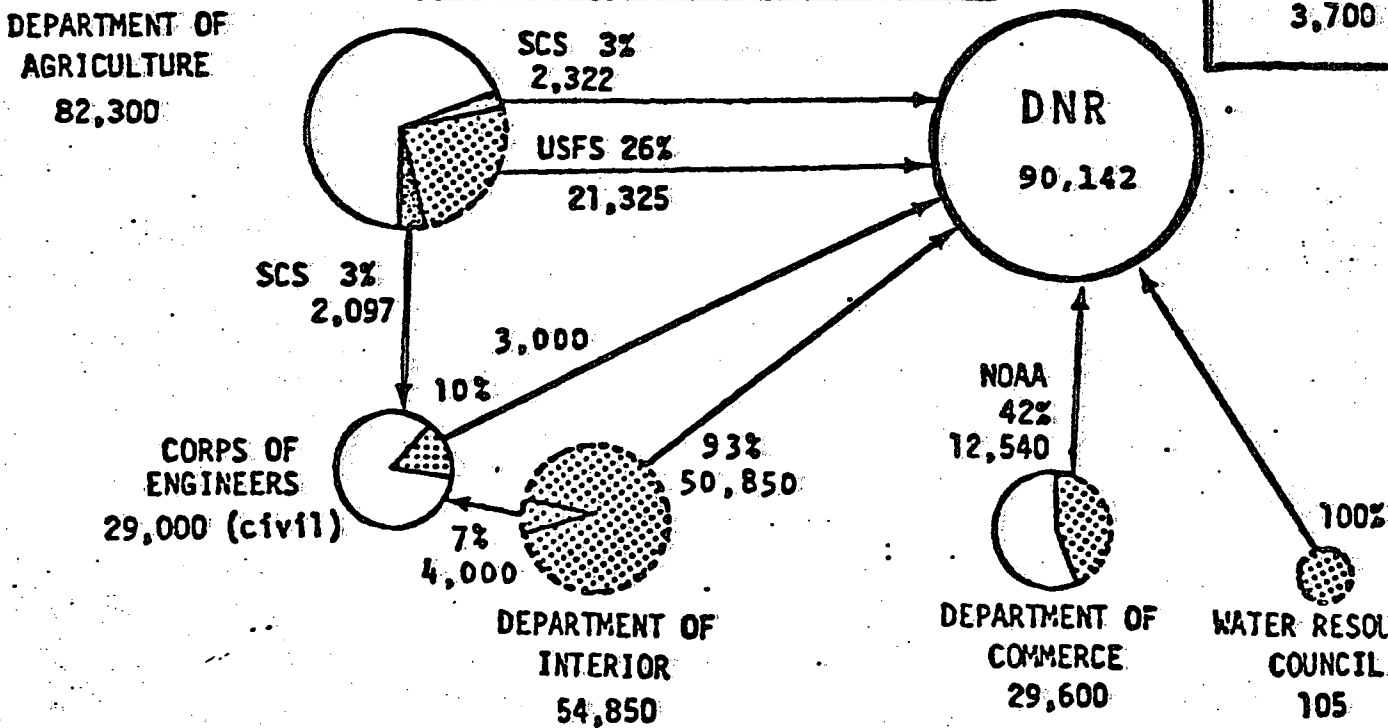 DEPARTMENT OF
AGRICULTURE
82,300
SCS 3%
2,322
USFS 26%
21,325
DNR
90,142
3,700
SCS 3%
2,097
3,000
10%
CORPS OF
ENGINEERS
29,000 (civil)
93%
50,850
7%
4,000
DEPARTMENT OF
INTERIOR
54,850
NOAA
42%
12,540
DEPARTMENT OF
COMMERCE
29,600
100%
WATER RESOU
COUNCIL
105